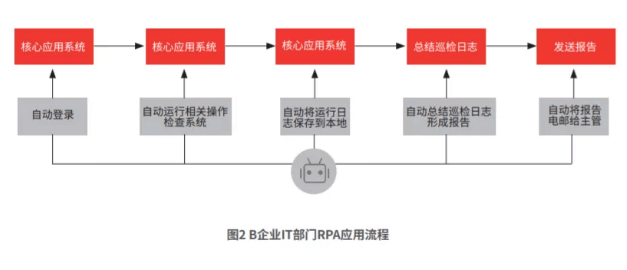 核心应用系统
核心应用系统
核心应用系统
总结巡检日志
发送报告
自动登录
自动运行相关操作
检查系统
自动将运行日
志保存到本地
自动总结巡检日志
形成报告
自动将报告
电邮给主管
图2 B企业IT部门RPA应用流程